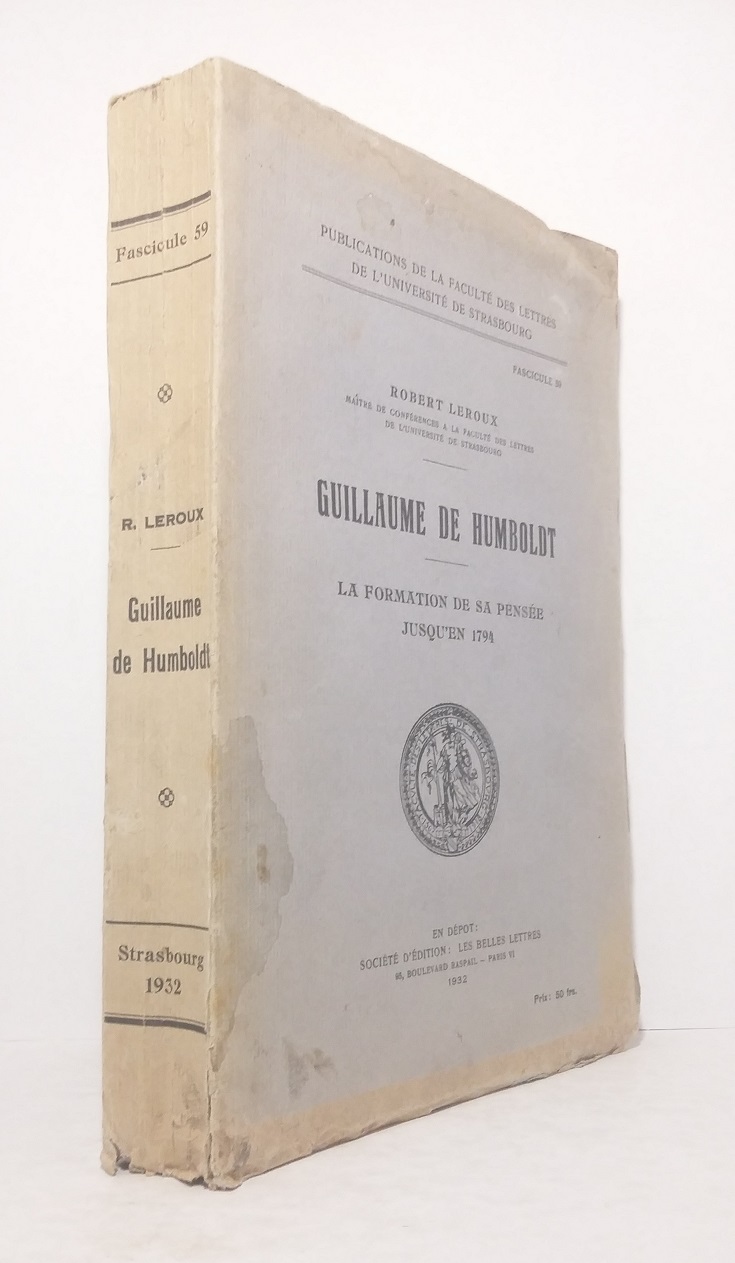 Fascicule 59
R. LEROUX
Guillaume
de Humboldt
Strasbourg
1932
PUBLICATIONS DE LA FACULTÉ DES LETTRES
DE L'UNIVERSITÉ DE STRASBOURG
FASCICULE 59
ROBERT LEROUX
MAÎTRE DE CONFÉRENCES A LA FACULTÉ DES LETTRES
DE L'UNIVERSITÉ DE STRASBOURG
GUILLAUME DE HUMBOLDT
LA FORMATION DE SA PENSÉE
JUSQU'EN 1794
EN DÉPOT:
SOCIÉTÉ D'ÉDITION: LES BELLES LETTRES
95, BOULEVARD RASPAIL — PARIS VI
1932
Prix: 50 frs.